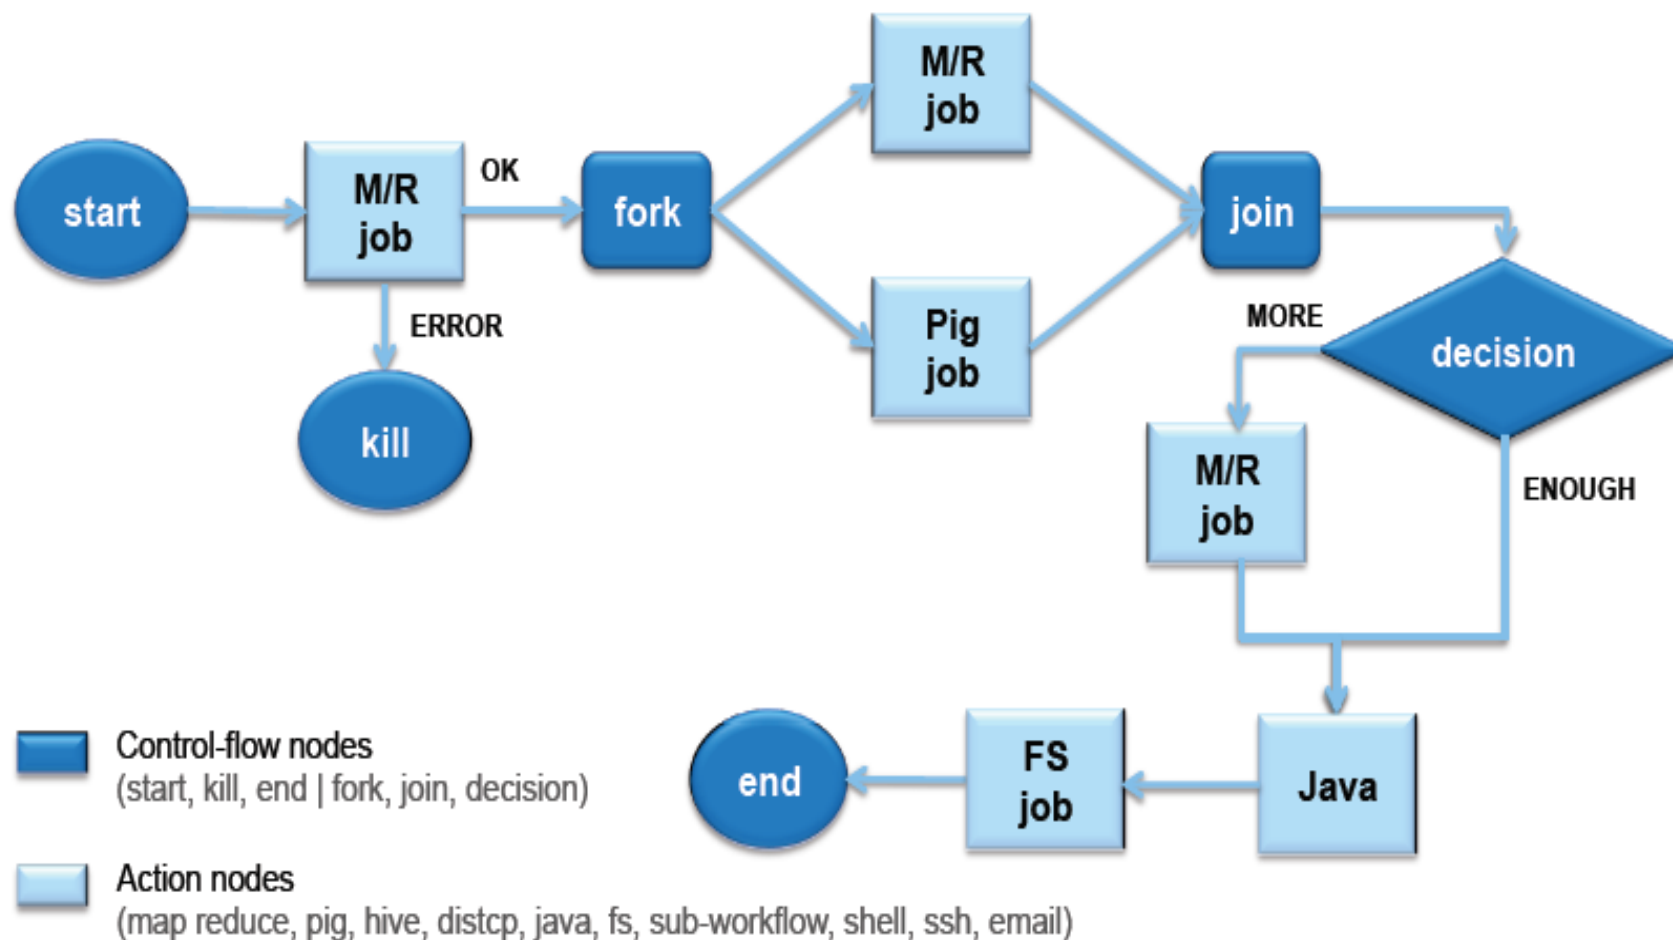 M/R
job
start
M/R
job
OK
fork
join
ERROR
Pig
job
MORE
decision
kill
M/R
job
ENOUGH
end
FS
job
Java
Control-flow nodes
(start, kill, end | fork, join, decision)
Action nodes
(map reduce, pig, hive, distcp, java, fs, sub-workflow, shell, ssh, email)